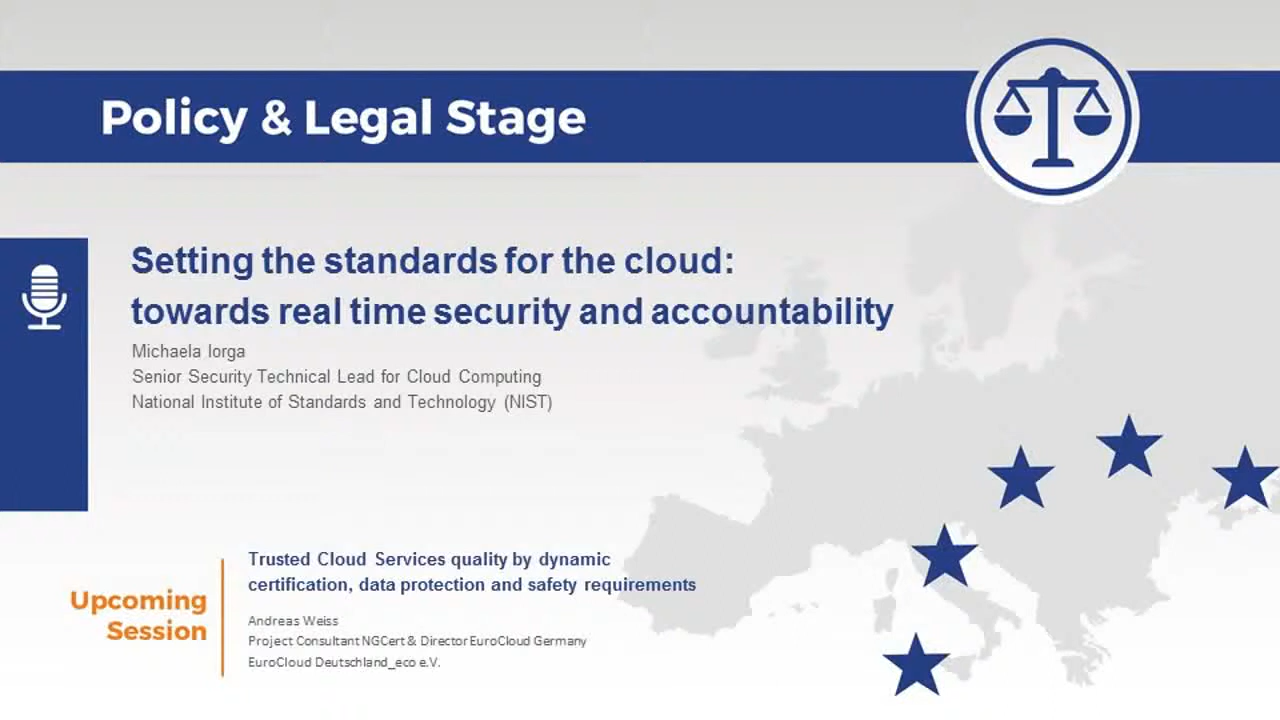 Policy & Legal Stage
Setting the standards for the cloud:
towards real time security and accountability
Michaela Iorga
Senior Security Technical Lead for Cloud Computing
National Institute of Standards and Technology (NIST)
Upcoming
Session
Trusted Cloud Services quality by dynamic
certification, data protection and safety requirements
Andreas Weiss
Project Consultant NGCert & Director EuroCloud Germany
EuroCloud Deutschland_eco e.V.